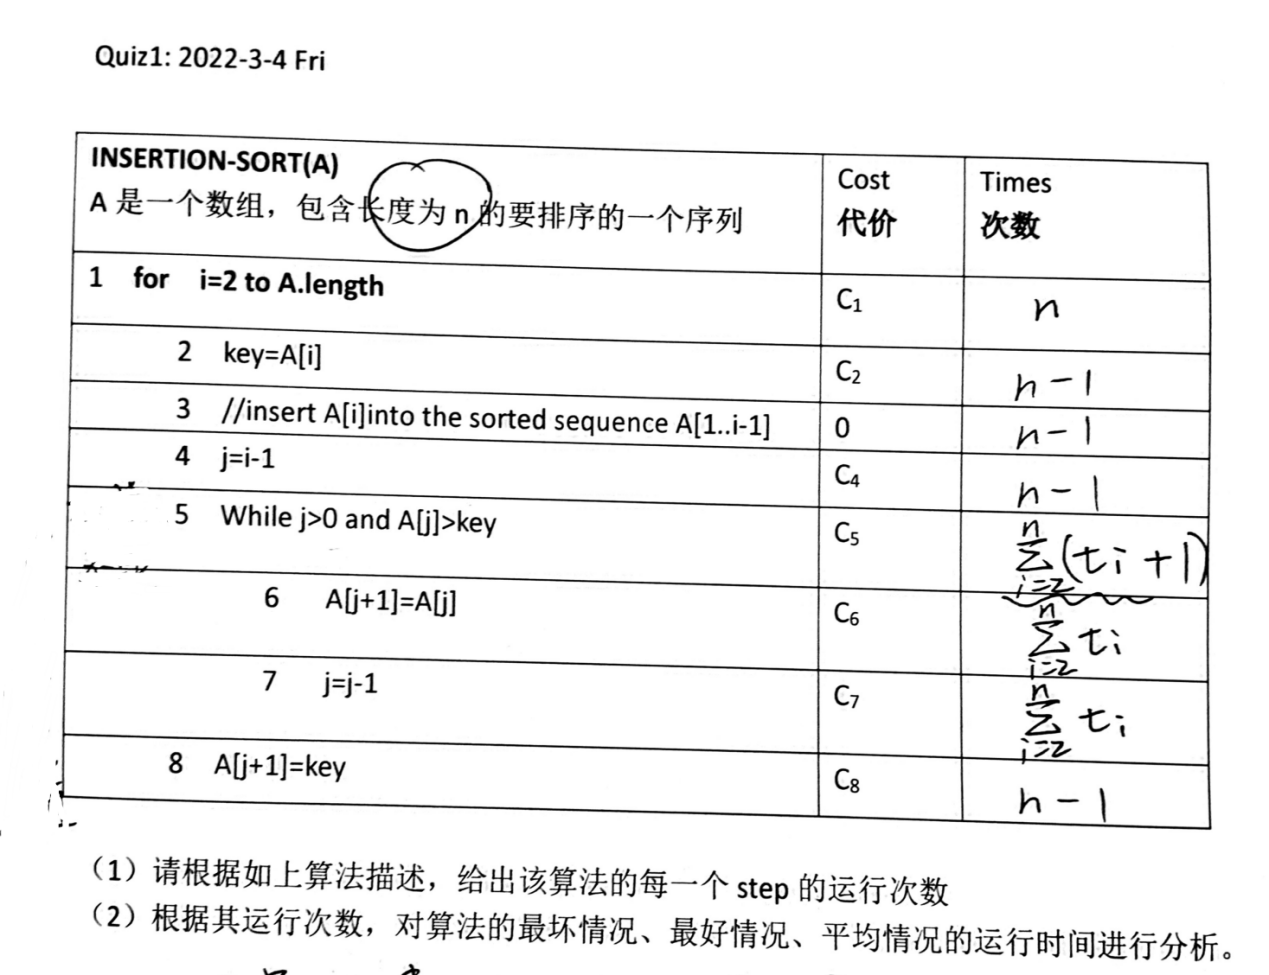 Quiz1: 2022-3-4 Fri
INSERTION-SORT(A)
A 是一个数组，包含长度为 n 的要排序的一个序列
Cost
代价
Times
次数
1 for i=2 to A.length
C₁
n
2 key=A[i]
C₂
n-1
3 //insert A[i]into the sorted sequence A[1..i-1]
0
n-1
4 j=i-1
C₄
n-1
5 While j>0 and A[j]>key
C₅
n
Σ(ti+1)
i=2
6 A[j+1]=A[j]
C₆
n
Σ ti
i=2
7 j=j-1
C₇
n
Σ ti
i=2
8 A[j+1]=key
C₈
n-1
（1）请根据如上算法描述，给出该算法的每一个 step 的运行次数
（2）根据其运行次数，对算法的最坏情况、最好情况、平均情况的运行时间进行分析。